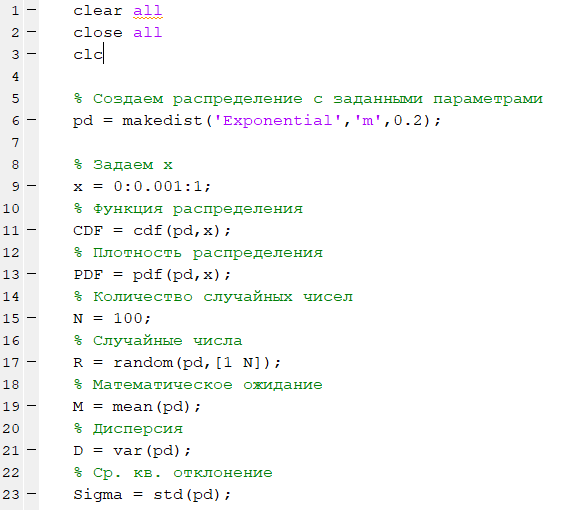 1 clear all
2 close all
3 clc
4
5 % Создаем распределение с заданными параметрами
6 pd = makedist('Exponential','m',0.2);
7
8 % Задаем x
9 x = 0:0.001:1;
10 % Функция распределения
11 CDF = cdf(pd,x);
12 % Плотность распределения
13 PDF = pdf(pd,x);
14 % Количество случайных чисел
15 N = 100;
16 % Случайные числа
17 R = random(pd,[1 N]);
18 % Математическое ожидание
19 M = mean(pd);
20 % Дисперсия
21 D = var(pd);
22 % Ср. кв. отклонение
23 Sigma = std(pd);